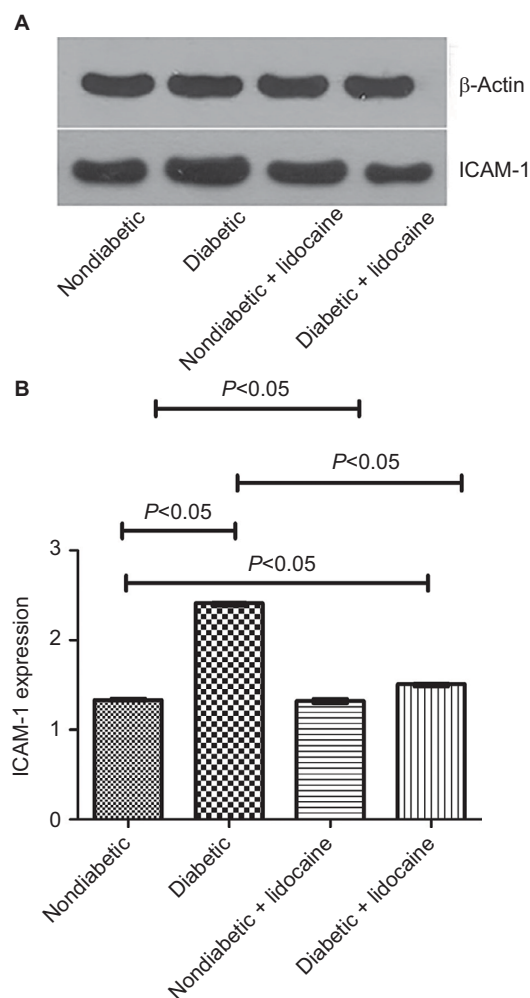 A
β-Actin
ICAM-1
Nondiabetic
Diabetic
Nondiabetic + lidocaine
Diabetic + lidocaine
B
P<0.05
P<0.05
P<0.05
P<0.05
3
2
1
0
ICAM-1 expression
Nondiabetic
Diabetic
Nondiabetic + lidocaine
Diabetic + lidocaine